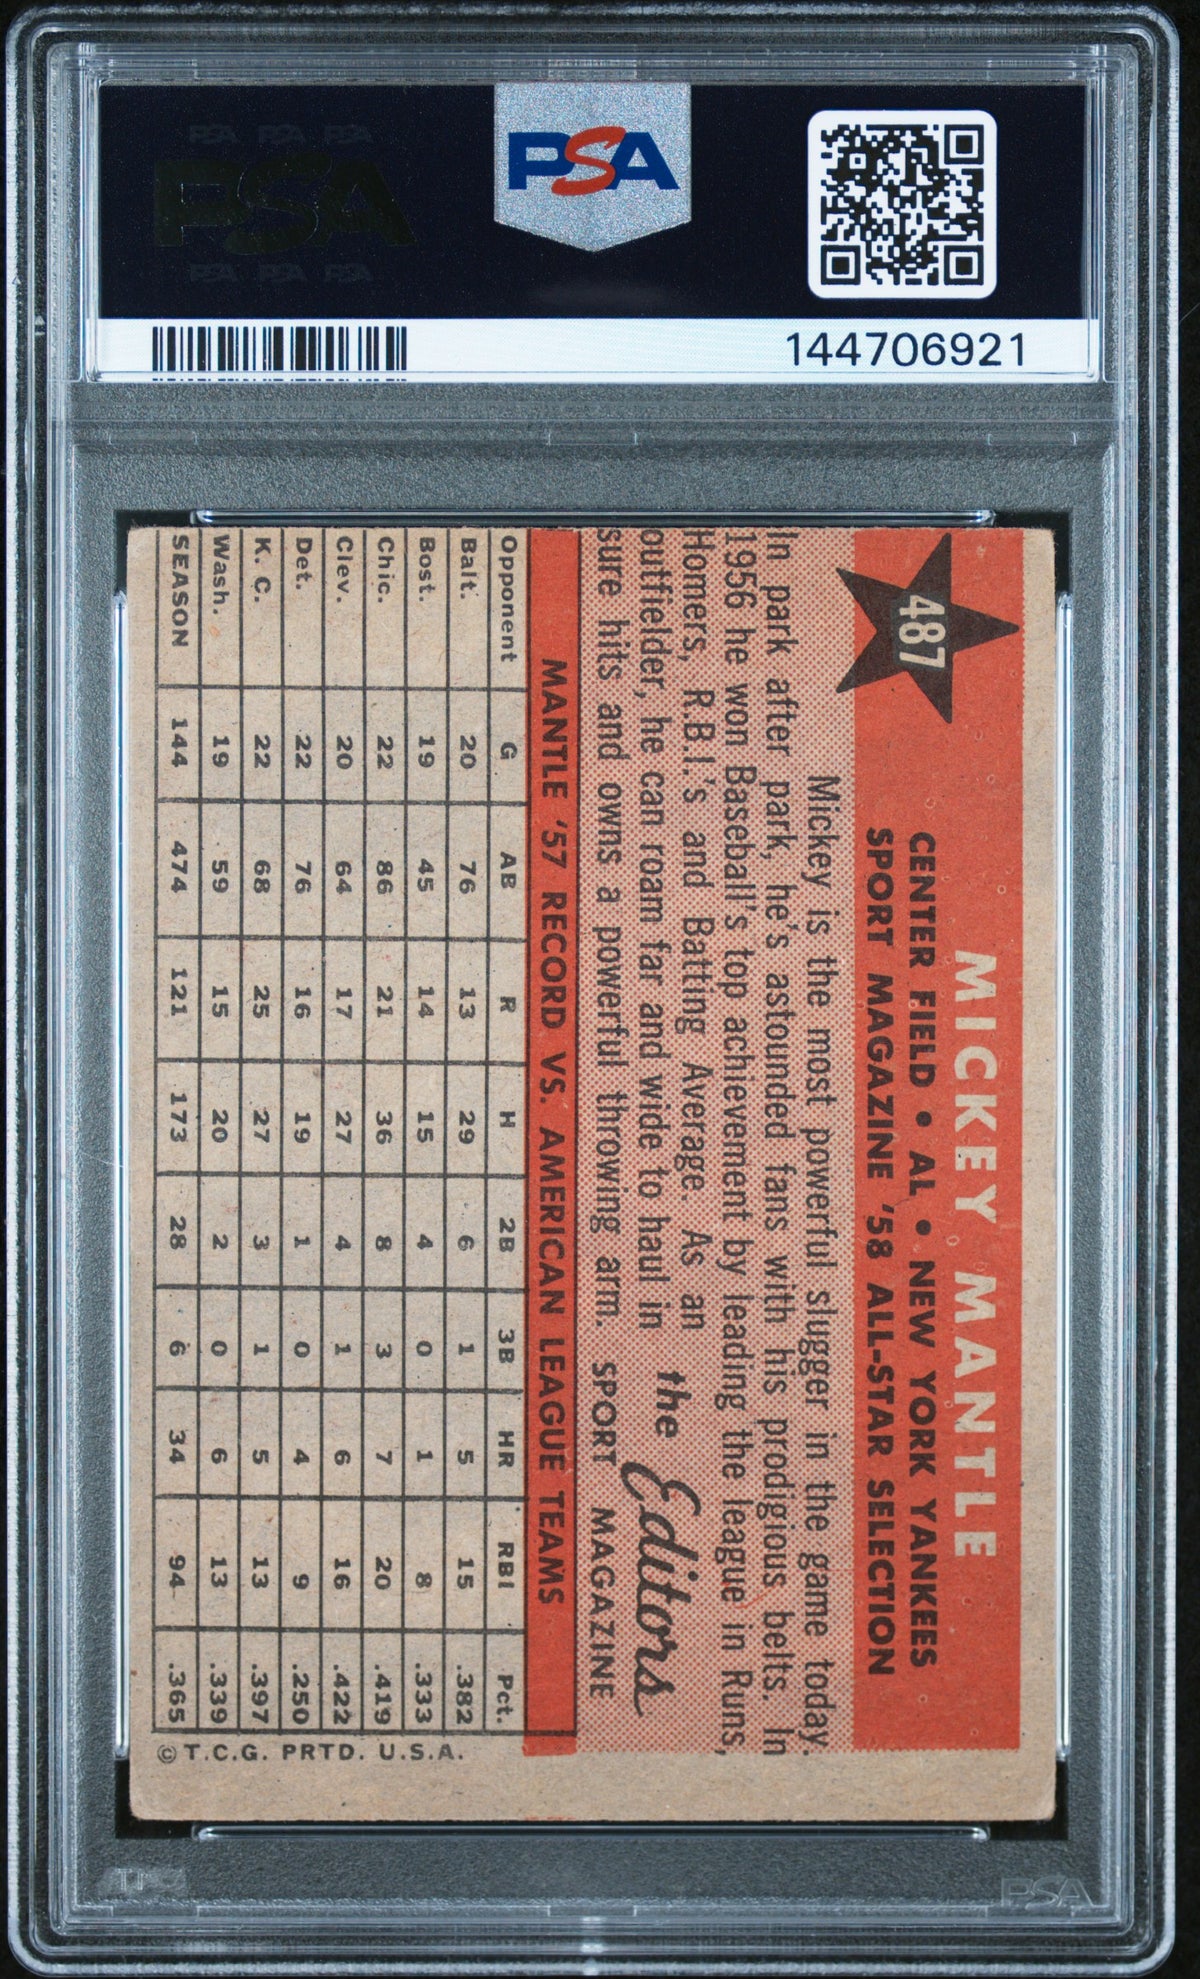 PSA PSA PSA
PSA
PSA PSA PSA
PSA
144706921
487
MICKEY MANTLE
CENTER FIELD • AL • NEW YORK YANKEES
SPORT MAGAZINE '58 ALL-STAR SELECTION
Mickey is the most powerful slugger in the game today.
In park after park, he's astounded fans with his prodigious belts. In
1956 he won Baseball's top achievement by leading the league in Runs,
Homers, R.B.I.'s and Batting Average. As an
outfielder, he can roam far and wide to haul in
sure hits and owns a powerful throwing arm.
the Editors
SPORT MAGAZINE
MANTLE '57 RECORD VS. AMERICAN LEAGUE TEAMS
Opponent G AB R H 2B 3B HR RBI Pct.
Balt. 20 76 13 29 6 1 5 15 .382
Bost. 19 45 14 15 4 0 1 8 .333
Chic. 22 86 21 36 8 3 7 20 .419
Clev. 20 64 17 27 4 1 6 16 .422
Det. 22 76 16 19 1 0 4 9 .250
K. C. 22 68 25 27 3 1 5 13 .397
Wash. 19 59 15 20 2 0 6 13 .339
SEASON 144 474 121 173 28 6 34 94 .365
© T.C.G. PRTD. U.S.A.
PSA